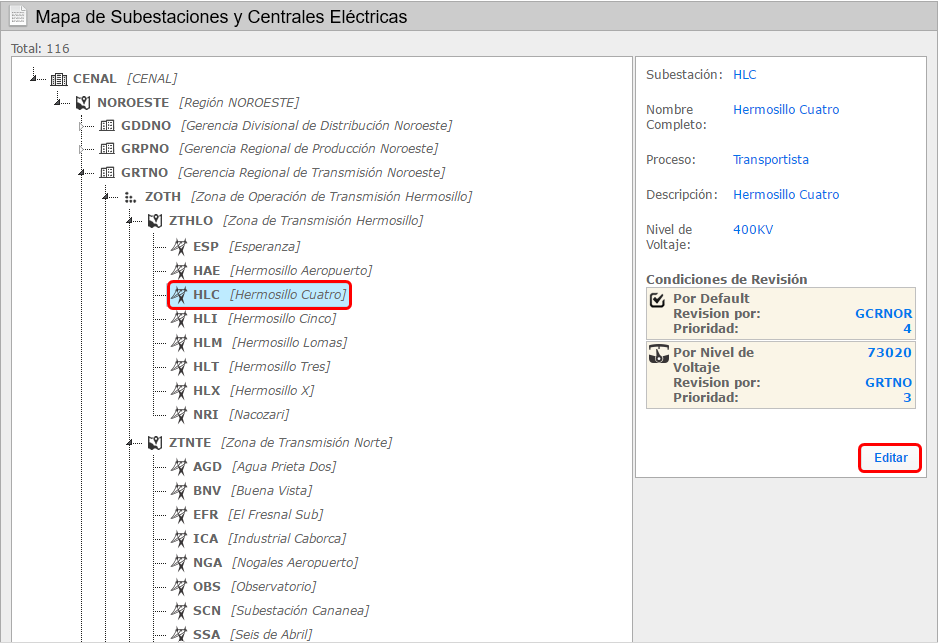 Mapa de Subestaciones y Centrales Eléctricas
Total: 116
CENAL [CENAL]
NOROESTE [Región NOROESTE]
GDDNO [Gerencia Divisional de Distribución Noroeste]
GRPNO [Gerencia Regional de Producción Noroeste]
GRTNO [Gerencia Regional de Transmisión Noroeste]
ZOTH [Zona de Operación de Transmisión Hermosillo]
ZTHLO [Zona de Transmisión Hermosillo]
ESP [Esperanza]
HAE [Hermosillo Aeropuerto]
HLC [Hermosillo Cuatro]
HLI [Hermosillo Cinco]
HLM [Hermosillo Lomas]
HLT [Hermosillo Tres]
HLX [Hermosillo X]
NRI [Nacozari]
ZTNTE [Zona de Transmisión Norte]
AGD [Agua Prieta Dos]
BNV [Buena Vista]
EFR [El Fresnal Sub]
ICA [Industrial Caborca]
NGA [Nogales Aeropuerto]
OBS [Observatorio]
SCN [Subestación Cananea]
SSA [Seis de Abril]
Subestación: HLC
Nombre Completo: Hermosillo Cuatro
Proceso: Transportista
Descripción: Hermosillo Cuatro
Nivel de Voltaje: 400KV
Condiciones de Revisión
Por Default
Revision por: GCRNOR
Prioridad: 4
Por Nivel de Voltaje 73020
Revision por: GRTNO
Prioridad: 3
Editar